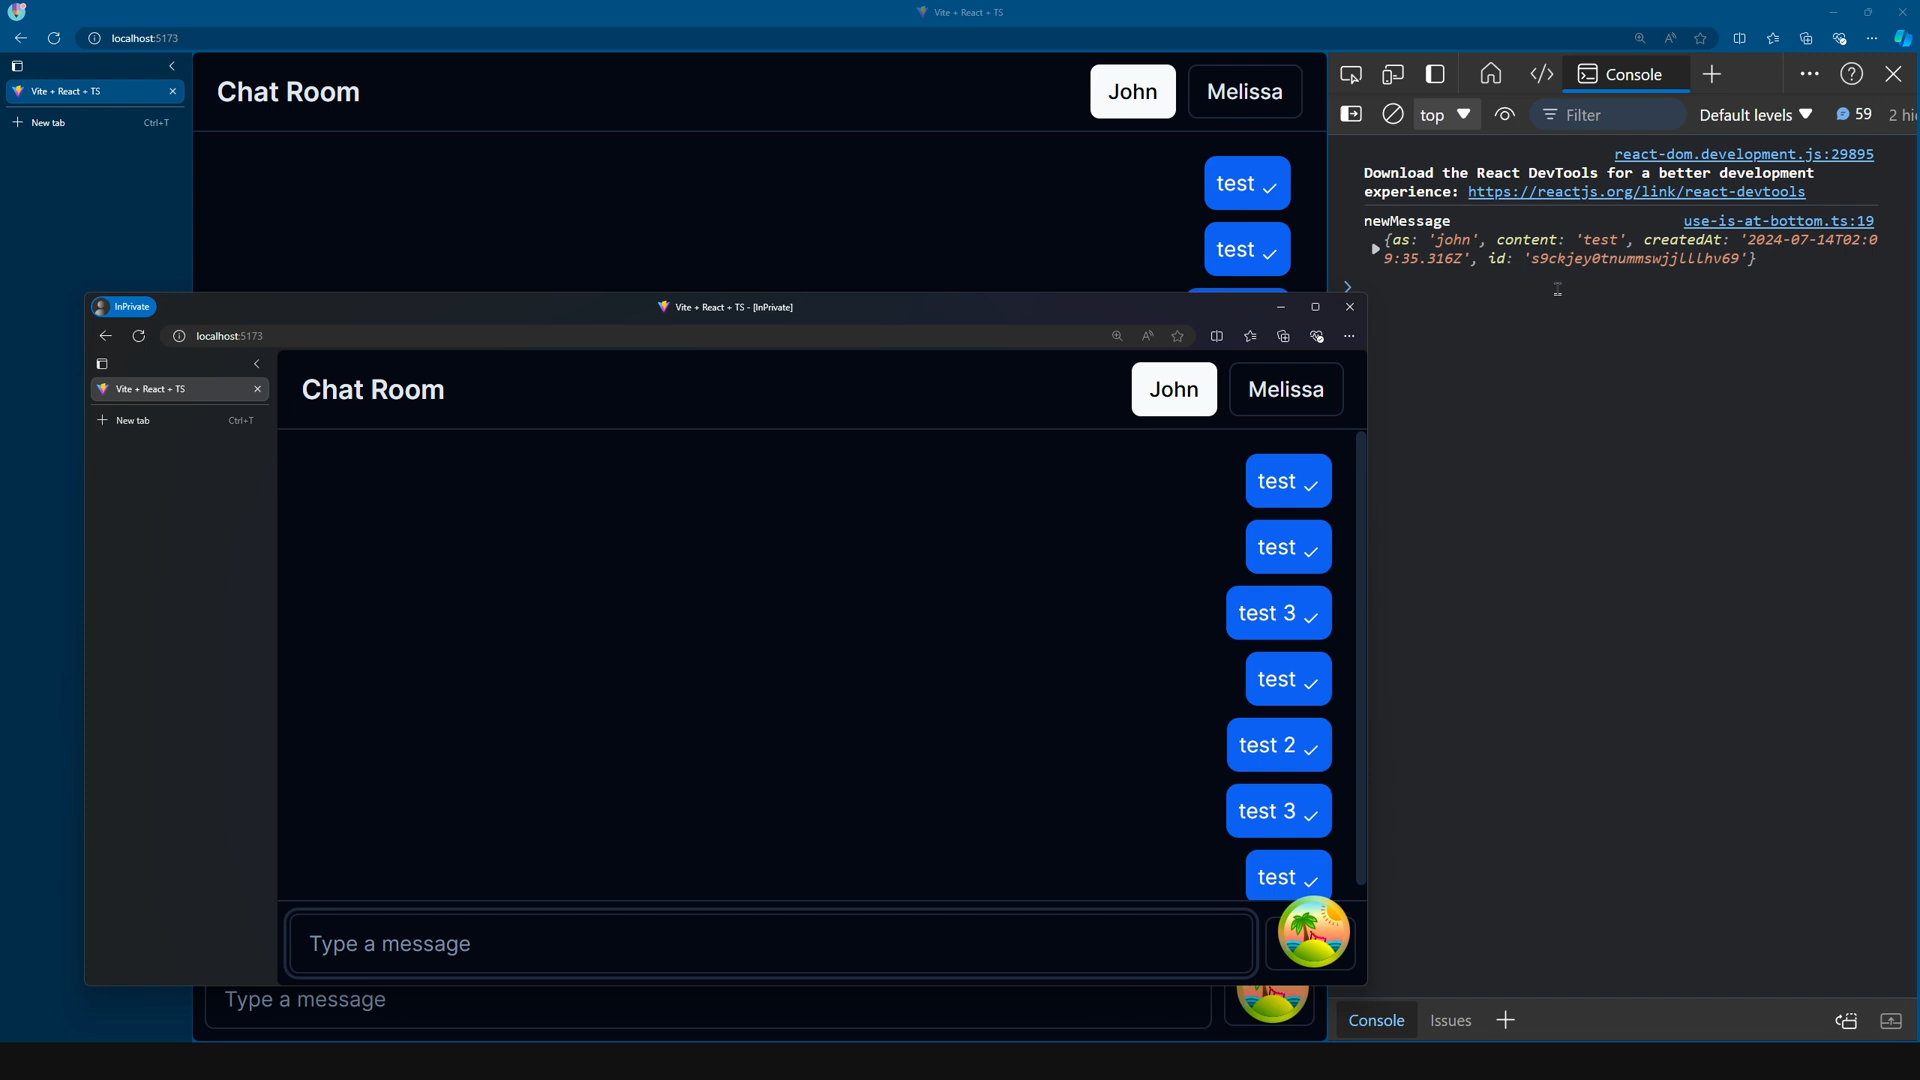 Vite + React + TS
localhost:5173
Vite + React + TS
New tab Ctrl+T
Chat Room
John Melissa
test
test
Console
top Filter Default levels 59 2 hi
react-dom.development.js:29895
Download the React DevTools for a better development
experience: https://reactjs.org/link/react-devtools
newMessage use-is-at-bottom.ts:19
{as: 'john', content: 'test', createdAt: '2024-07-14T02:0
9:35.316Z', id: 's9ckjey0tnummswjjlllhv69'}
InPrivate
Vite + React + TS - [InPrivate]
localhost:5173
Vite + React + TS
New tab Ctrl+T
Chat Room
John Melissa
test
test
test 3
test
test 2
test 3
test
Type a message
Type a message
Console Issues